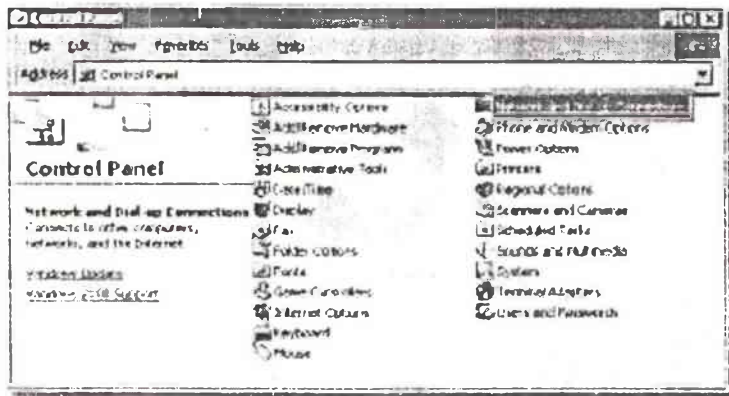 Control Panel
File Edit View Favorites Tools Help
Address Control Panel
Control Panel
Network and Dial-up Connections
Connects to other computers,
networks, and the Internet
Windows Update
Windows 2000 Support
Accessibility Options
Add/Remove Hardware
Add/Remove Programs
Administrative Tools
Date/Time
Display
Fax
Folder Options
Fonts
Game Controllers
Internet Options
Keyboard
Mouse
Phone and Modem Options
Power Options
Printers
Regional Options
Scanners and Cameras
Scheduled Tasks
Sounds and Multimedia
System
Terminal Adapters
Users and Passwords